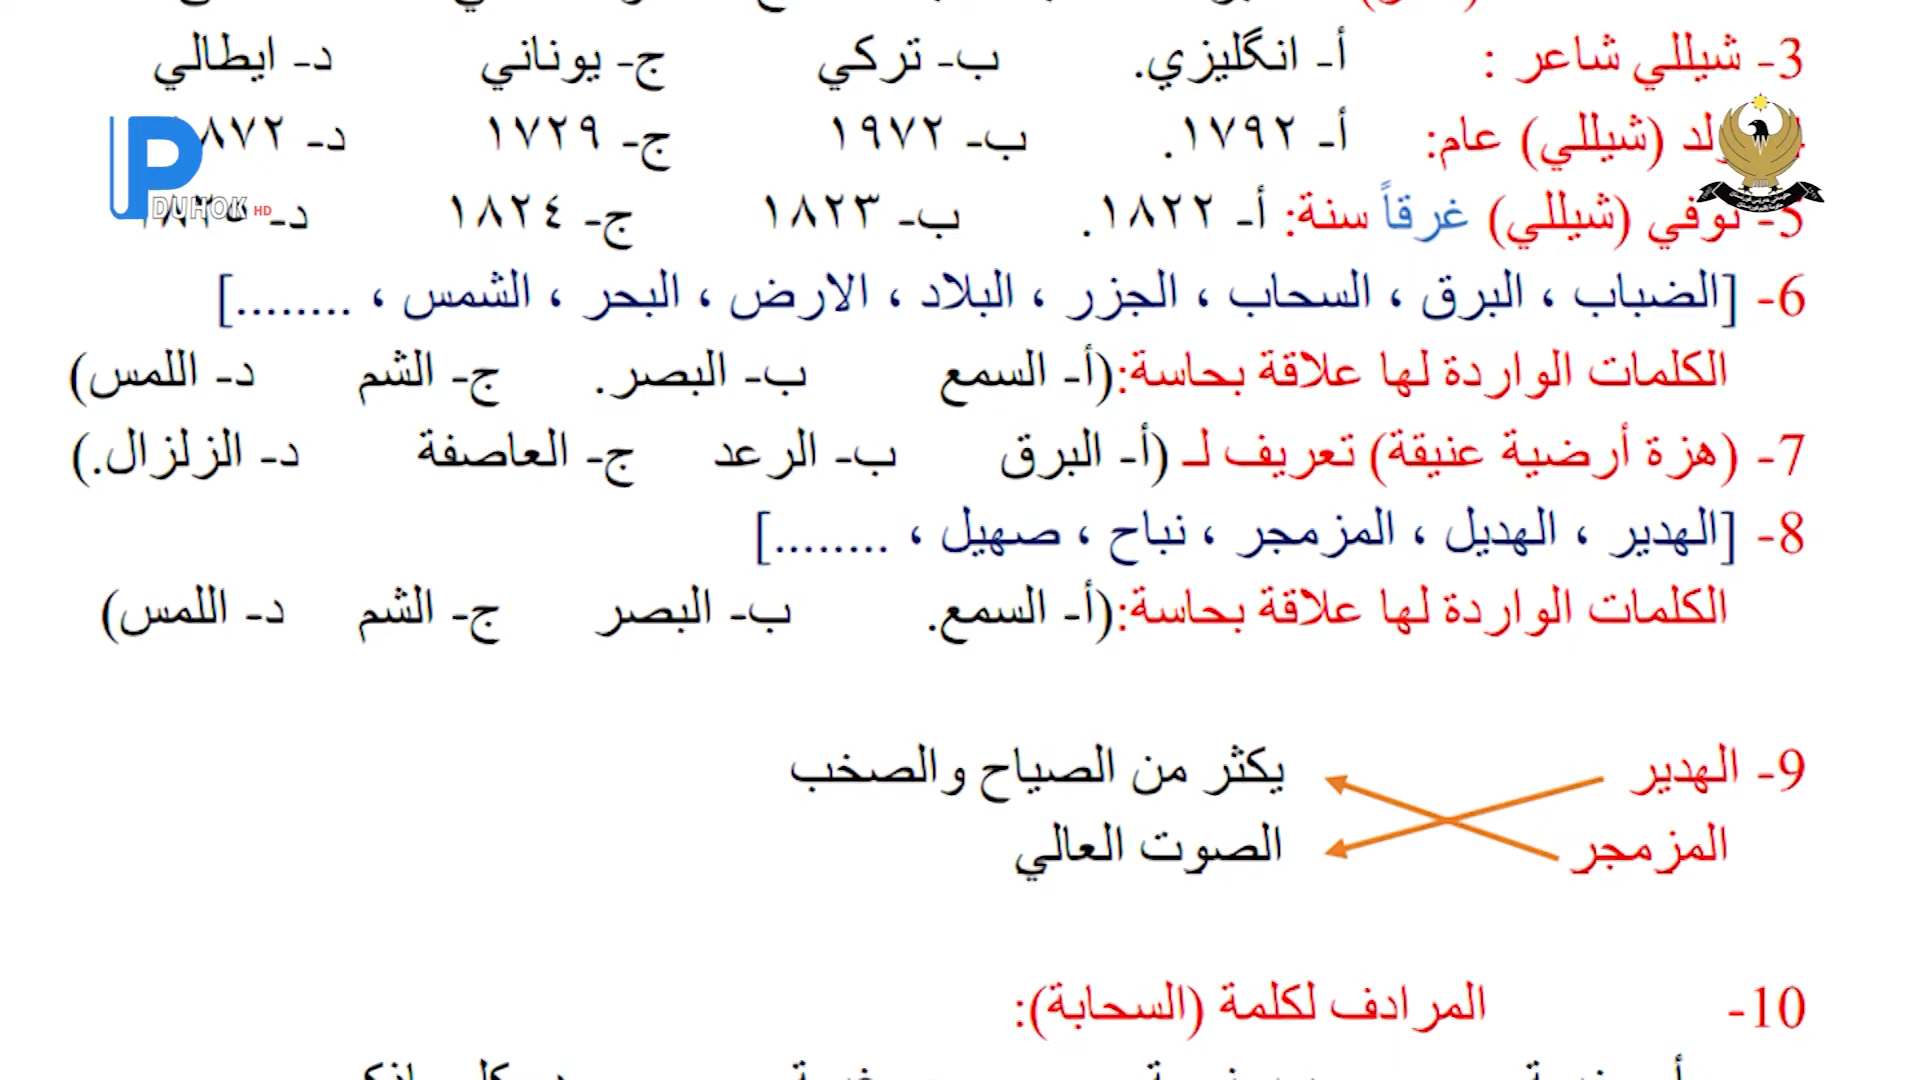 3- شيللي شاعر : أ- انگليزي. ب- تركي ج- يوناني د- ايطالي
(شيللي) عام: أ- ١٧٩٢. ب- ١٩٧٢ ج- ١٧٢٩ د- ١٨٧٢
5- توفي (شيللي) غرقاً سنة: أ- ١٨٢٢. ب- ١٨٢٣ ج- ١٨٢٤ د-
6- [الضباب ، البرق ، السحاب ، الجزر ، البلاد ، الارض ، البحر ، الشمس ، ........]
الكلمات الواردة لها علاقة بحاسة:(أ- السمع ب- البصر. ج- الشم د- اللمس)
7- (هزة أرضية عنيقة) تعريف لـ (أ- البرق ب- الرعد ج- العاصفة د- الزلزال.)
8- [الهدير ، الهديل ، المزمجر ، نباح ، صهيل ، ........]
الكلمات الواردة لها علاقة بحاسة:(أ- السمع. ب- البصر ج- الشم د- اللمس)
9- الهدير يكثر من الصياح والصخب
المزمجر الصوت العالي
10- المرادف لكلمة (السحابة):
P DUHOK HD